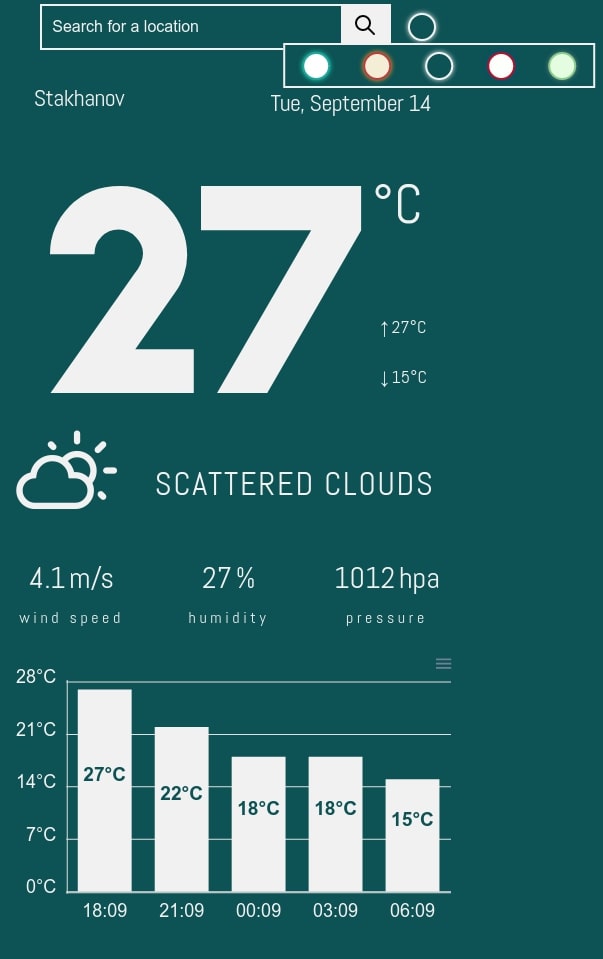 Search for a location
Stakhanov
Tue, September 14
27 °C
↑27°C
↓15°C
SCATTERED CLOUDS
4.1 m/s 27 % 1012 hpa
wind speed humidity pressure
28°C
21°C
14°C
7°C
0°C
27°C 22°C 18°C 18°C 15°C
18:09 21:09 00:09 03:09 06:09